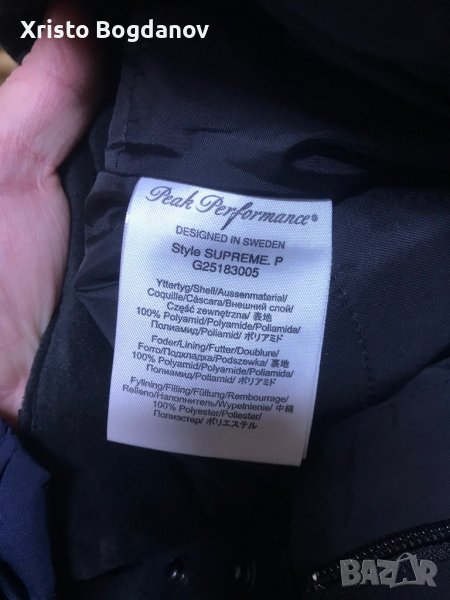 Xristo Bogdanov
Peak Performance®
DESIGNED IN SWEDEN
Style SUPREME. P
G25183005
Yttertyg/Shell/Aussenmaterial/
Coquille/Cáscara/Внешний слой/
Część zewnętrzna/ 表地
100% Polyamid/Polyamide/Poliamida/
Полиамид/Poliamid/ ポリアミド
Foder/Lining/Futter/Doublure/
Forro/Подкладка/Podszewka/ 裏地
100% Polyamid/Polyamide/Poliamida/
Полиамид/Poliamid/ ポリアミド
Fyllning/Filling/Füllung/Rembourrage/
Relleno/Наполнитель/Wypełnienie/ 中綿
100% Polyester/Poliester/
Полиэстер/ ポリエステル
BAZAR